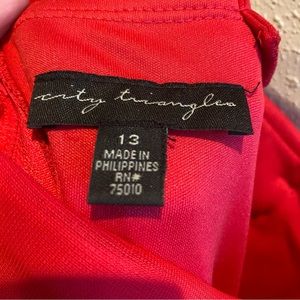 city triangles
13
MADE IN
PHILIPPINES
RN#
75010